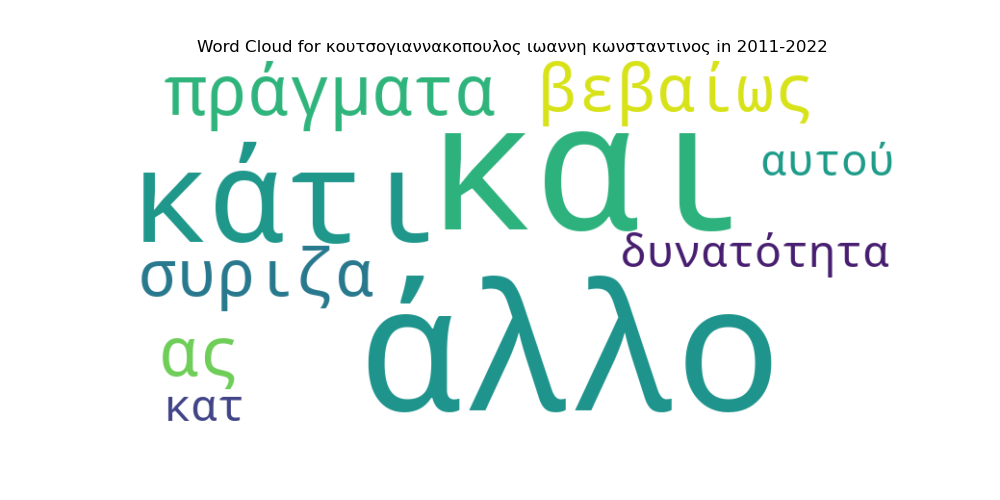 Word Cloud for κουτσογιαννακοπουλος ιωαννη κωνσταντινος in 2011-2022
πράγματα βεβαίως
κάτι και αυτού
συριζα δυνατότητα
ας άλλο
κατ